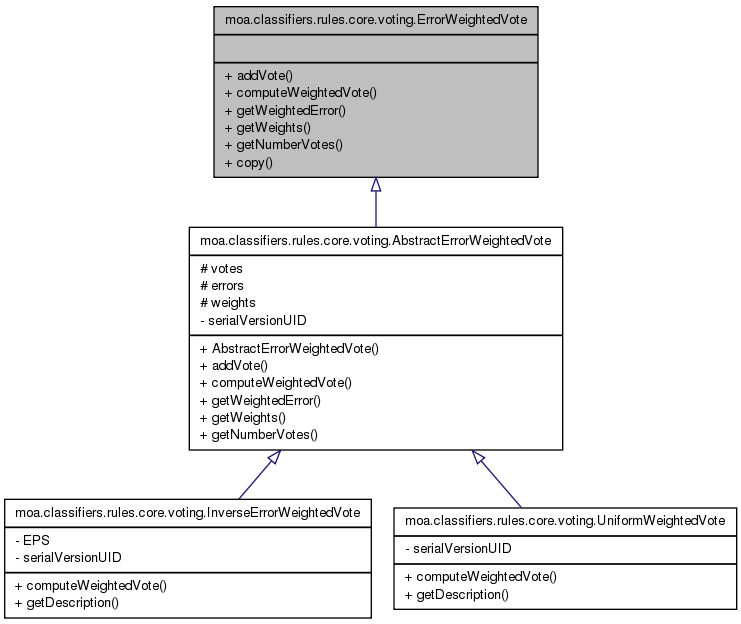 moa.classifiers.rules.core.voting.ErrorWeightedVote
+ addVote()
+ computeWeightedVote()
+ getWeightedError()
+ getWeights()
+ getNumberVotes()
+ copy()
moa.classifiers.rules.core.voting.AbstractErrorWeightedVote
# votes
# errors
# weights
- serialVersionUID
+ AbstractErrorWeightedVote()
+ addVote()
+ computeWeightedVote()
+ getWeightedError()
+ getWeights()
+ getNumberVotes()
moa.classifiers.rules.core.voting.InverseErrorWeightedVote
- EPS
- serialVersionUID
+ computeWeightedVote()
+ getDescription()
moa.classifiers.rules.core.voting.UniformWeightedVote
- serialVersionUID
+ computeWeightedVote()
+ getDescription()